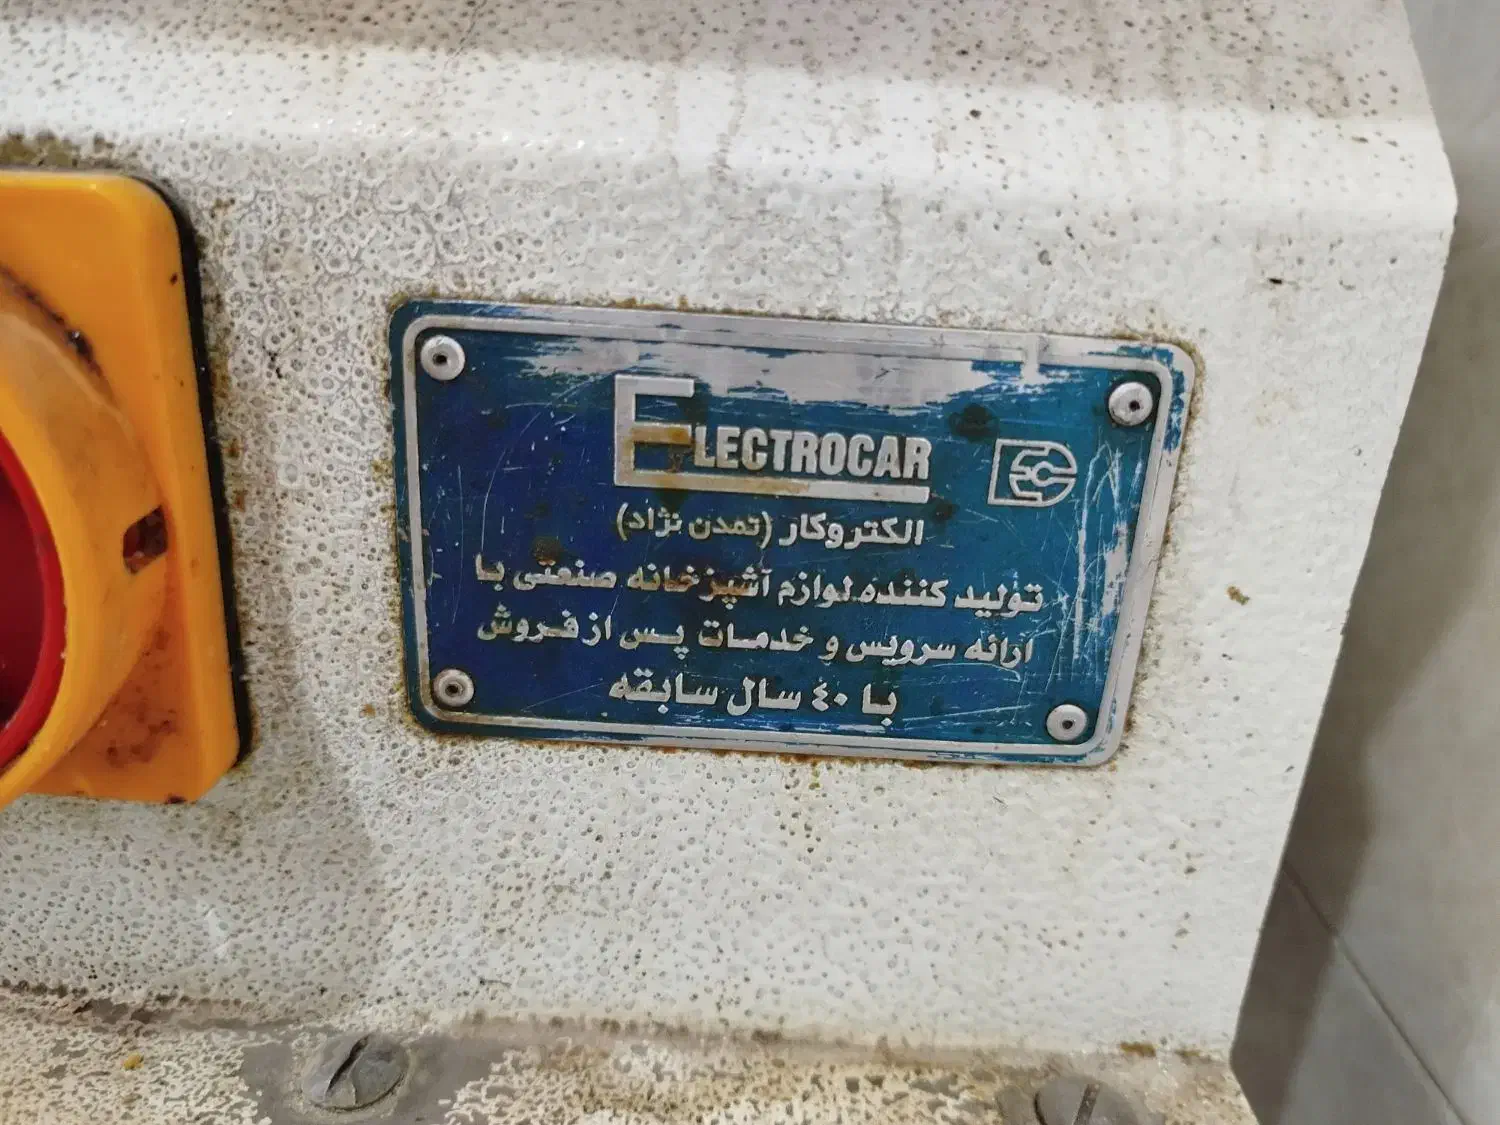 ELECTROCAR
الکتروکار (تمدن نژاد)
تولید کننده لوازم آشپزخانه صنعتی با
ارائه سرویس و خدمات پس از فروش
با ٤٠ سال سابقه